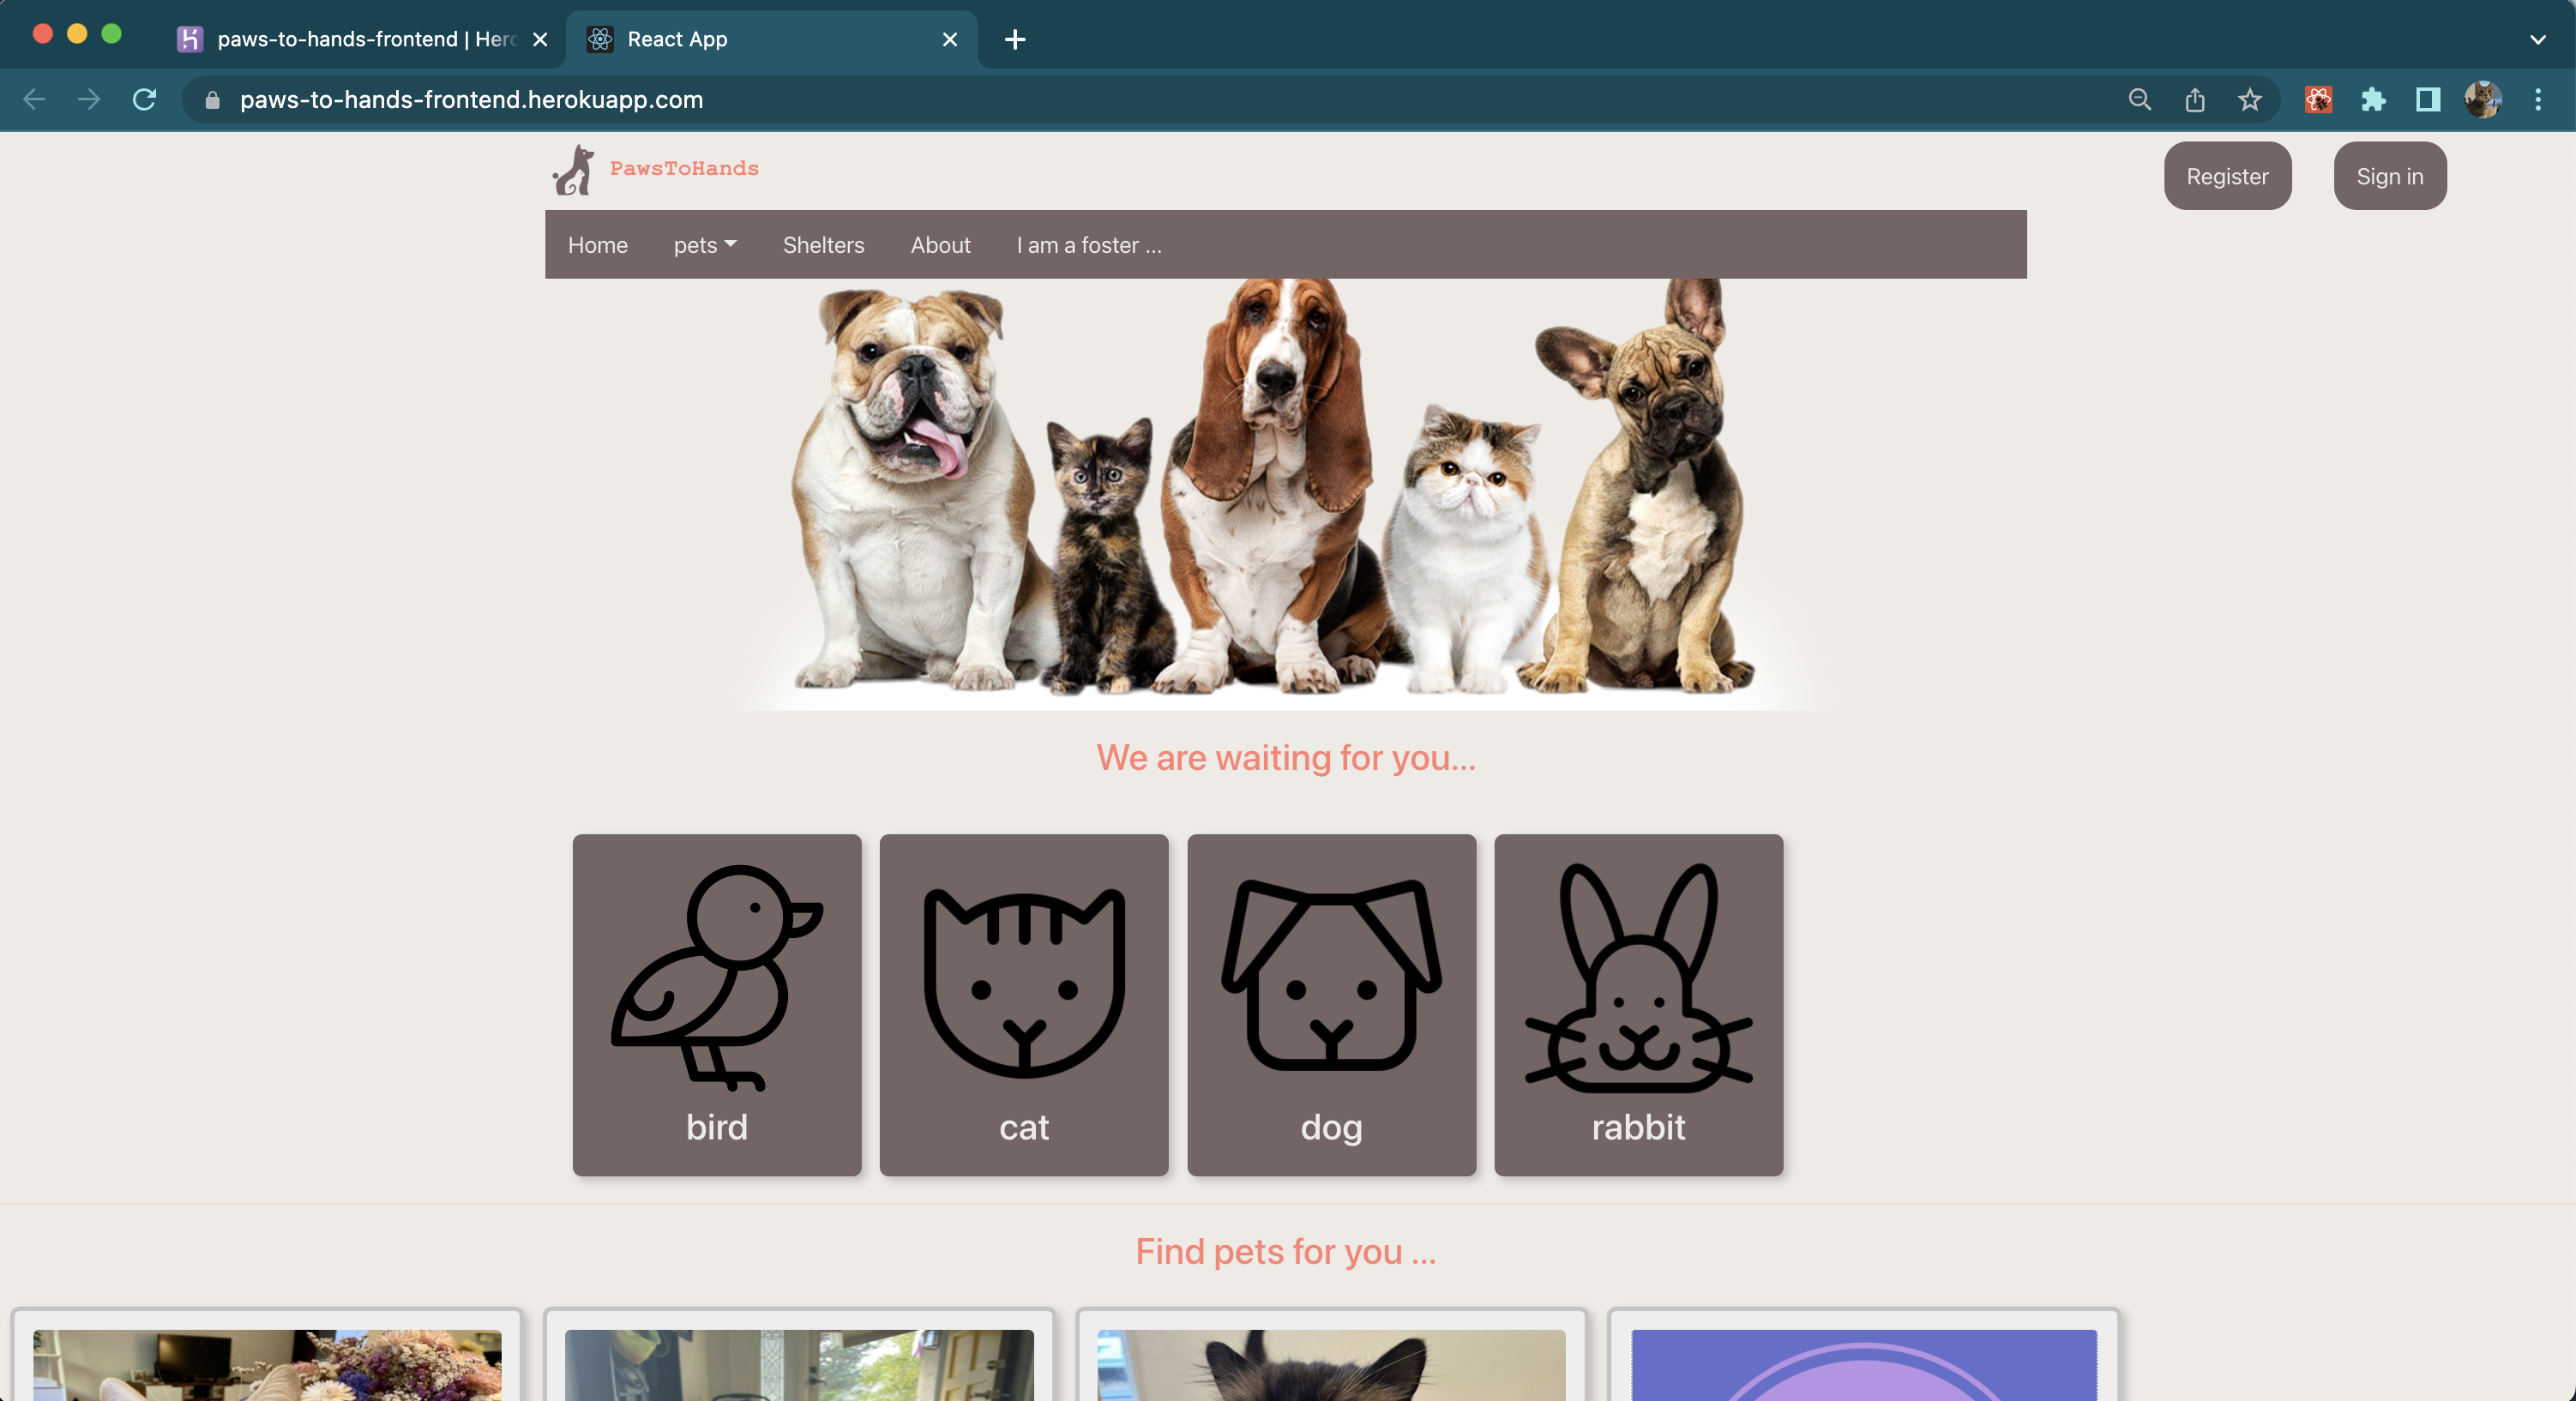 paws-to-hands-frontend | Hero
React App
paws-to-hands-frontend.herokuapp.com
PawsToHands
Register
Sign in
Home
pets
Shelters
About
I am a foster ...
We are waiting for you...
bird
cat
dog
rabbit
Find pets for you ...